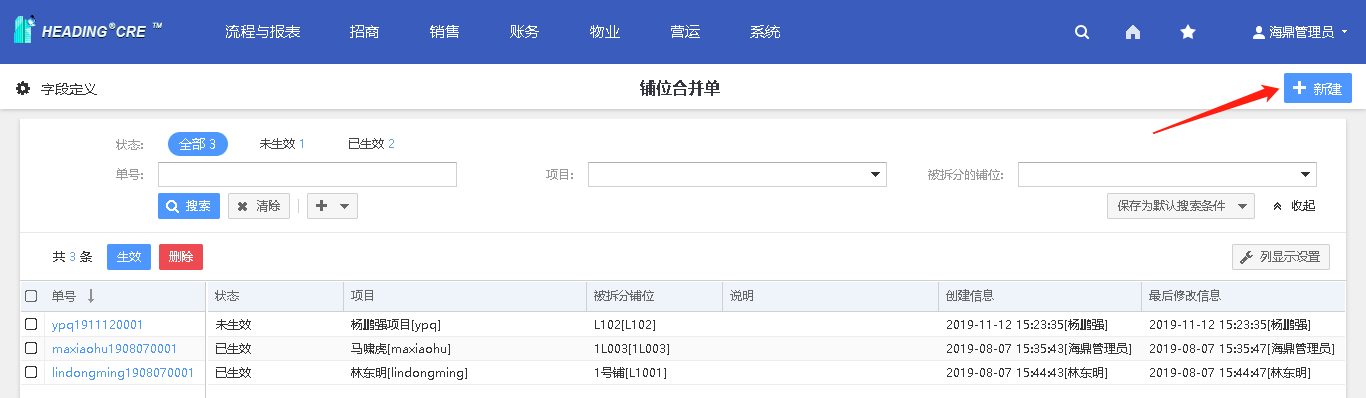 HEADING®CRE ™ 流程与报表 招商 销售 账务 物业 营运 系统 海鼎管理员
字段定义 铺位合并单 新建
状态: 全部 3 未生效 1 已生效 2
单号: 项目: 被拆分的铺位:
搜索 清除 保存为默认搜索条件 收起
共 3 条 生效 删除 列显示设置
单号 状态 项目 被拆分铺位 说明 创建信息 最后修改信息
ypq1911120001 未生效 杨鹏强项目[ypq] L102[L102] 2019-11-12 15:23:35[杨鹏强] 2019-11-12 15:23:35[杨鹏强]
maxiaohu1908070001 已生效 马啸虎[maxiaohu] 1L003[1L003] 2019-08-07 15:35:43[海鼎管理员] 2019-08-07 15:35:47[海鼎管理员]
lindongming1908070001 已生效 林东明[lindongming] 1号铺[L1001] 2019-08-07 15:44:43[林东明] 2019-08-07 15:44:47[林东明]